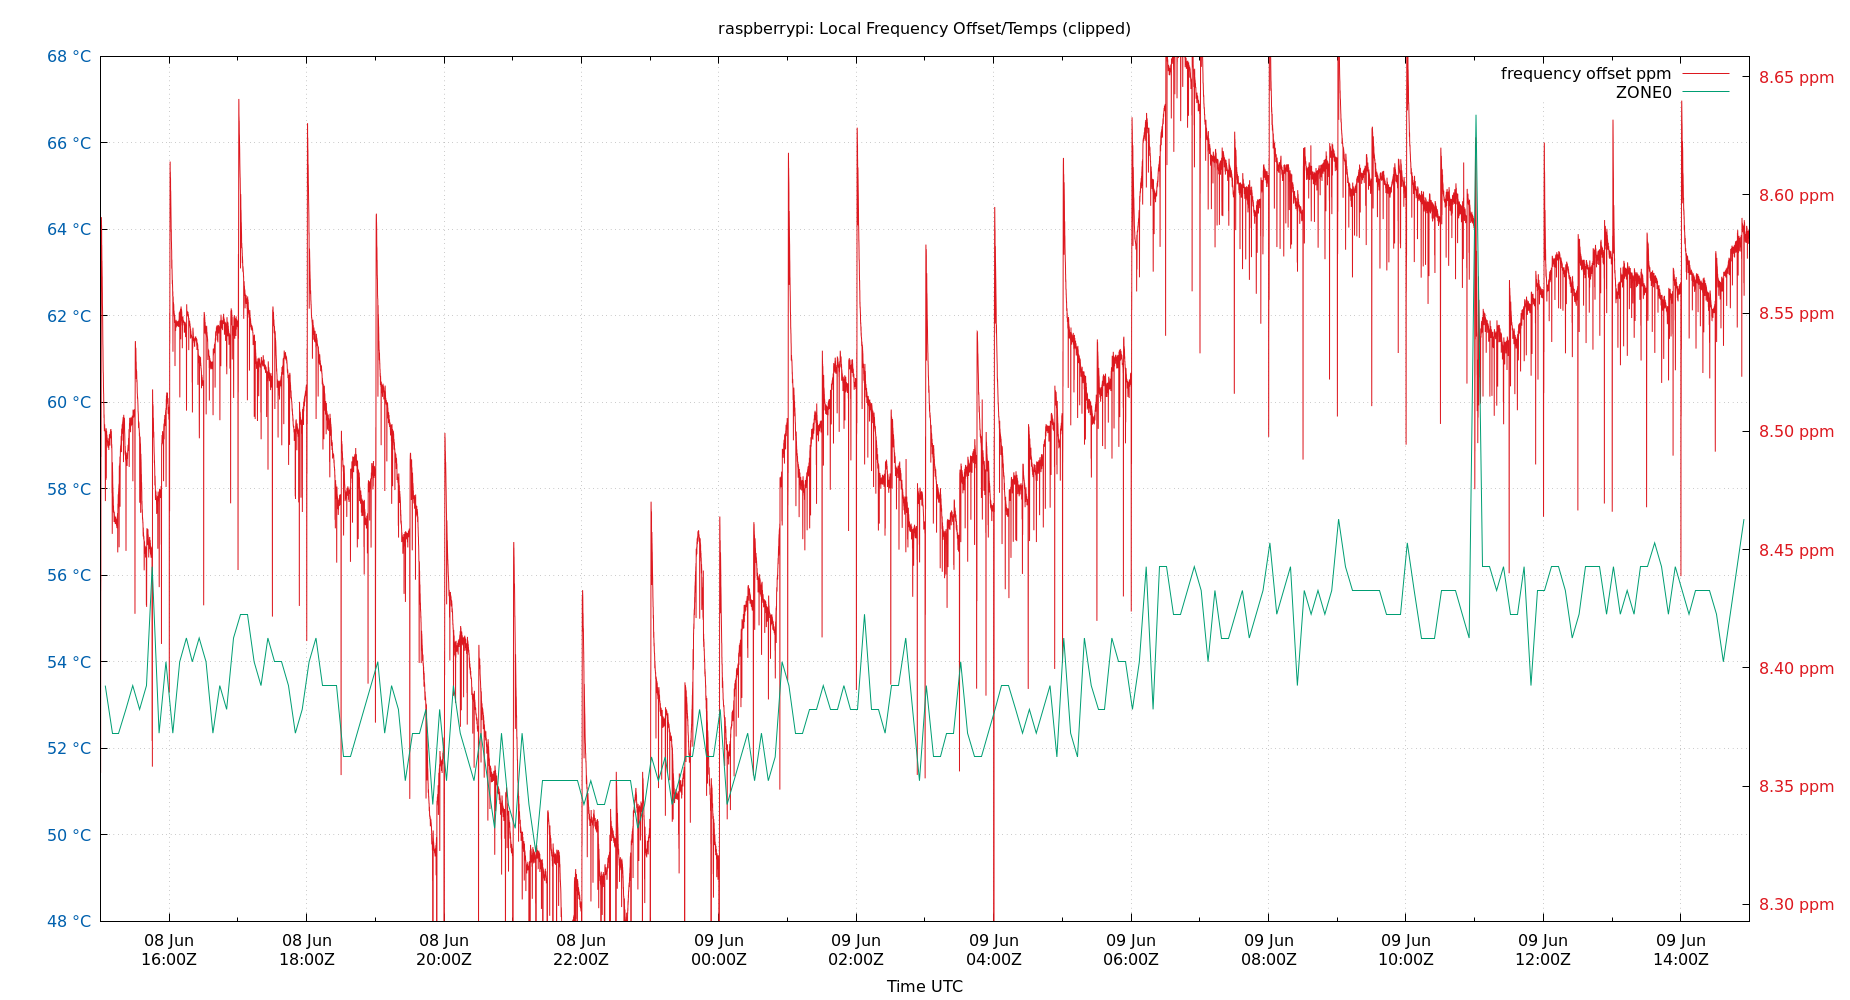 raspberrypi: Local Frequency Offset/Temps (clipped)
frequency offset ppm
ZONE0
68 °C
66 °C
64 °C
62 °C
60 °C
58 °C
56 °C
54 °C
52 °C
50 °C
48 °C
8.65 ppm
8.60 ppm
8.55 ppm
8.50 ppm
8.45 ppm
8.40 ppm
8.35 ppm
8.30 ppm
08 Jun 08 Jun 08 Jun 08 Jun 09 Jun 09 Jun 09 Jun 09 Jun 09 Jun 09 Jun 09 Jun 09 Jun
16:00Z 18:00Z 20:00Z 22:00Z 00:00Z 02:00Z 04:00Z 06:00Z 08:00Z 10:00Z 12:00Z 14:00Z
Time UTC